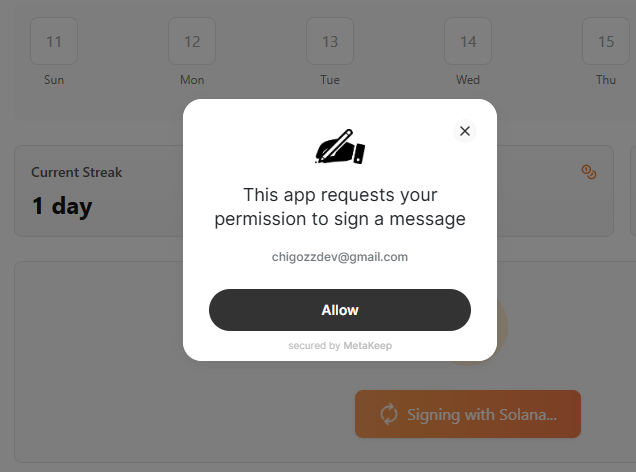 11
12
13
14
15
Sun
Mon
Tue
Wed
Thu
Current Streak
1 day
This app requests your
permission to sign a message
chigozzdev@gmail.com
Allow
secured by MetaKeep
Signing with Solana...